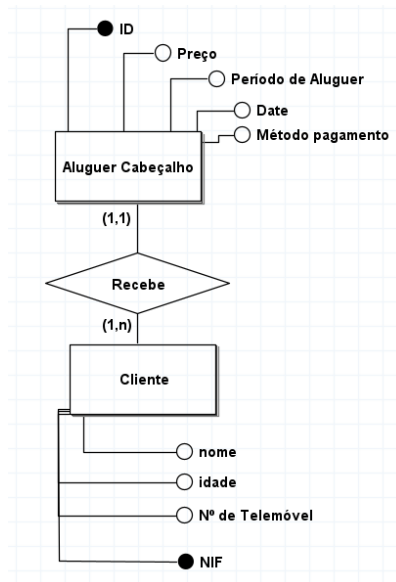 ID
Preço
Período de Aluguer
Date
Método pagamento
Aluguer Cabeçalho
(1,1)
Recebe
(1,n)
Cliente
nome
idade
Nº de Telemóvel
NIF